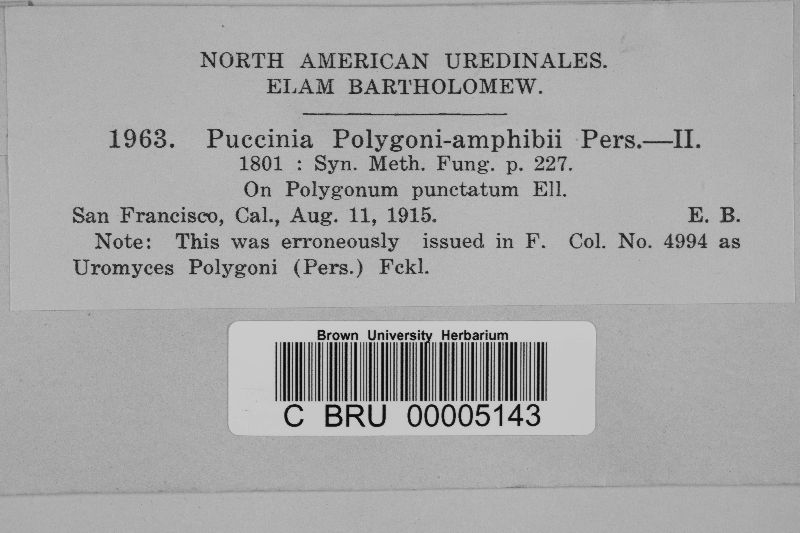 NORTH AMERICAN UREDINALES.
ELAM BARTHOLOMEW.
1963. Puccinia Polygoni-amphibii Pers.—II.
1801 : Syn. Meth. Fung. p. 227.
On Polygonum punctatum Ell.
San Francisco, Cal., Aug. 11, 1915. E. B.
Note: This was erroneously issued in F. Col. No. 4994 as
Uromyces Polygoni (Pers.) Fckl.
Brown University Herbarium
C BRU 00005143